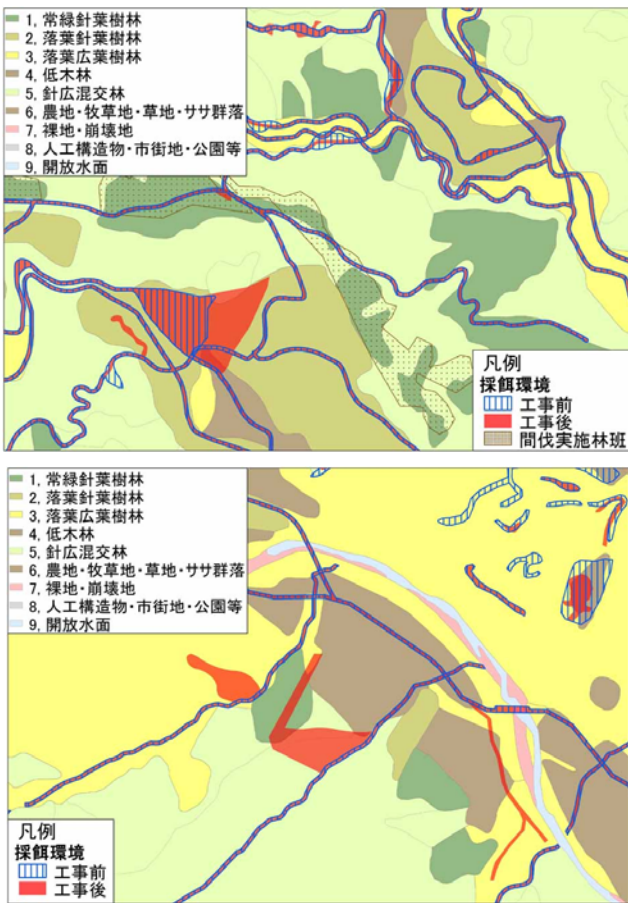 1, 常緑針葉樹林
2, 落葉針葉樹林
3, 落葉広葉樹林
4, 低木林
5, 針広混交林
6, 農地・牧草地・草地・ササ群落
7, 裸地・崩壊地
8, 人工構造物・市街地・公園等
9, 開放水面
凡例
採餌環境
工事前
工事後
間伐実施林班
1, 常緑針葉樹林
2, 落葉針葉樹林
3, 落葉広葉樹林
4, 低木林
5, 針広混交林
6, 農地・牧草地・草地・ササ群落
7, 裸地・崩壊地
8, 人工構造物・市街地・公園等
9, 開放水面
凡例
採餌環境
工事前
工事後